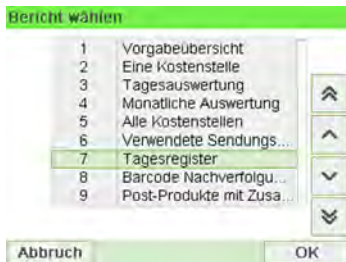 Bericht wählen
1 Vorgabeübersicht
2 Eine Kostenstelle
3 Tagesauswertung
4 Monatliche Auswertung
5 Alle Kostenstellen
6 Verwendete Sendungs...
7 Tagesregister
8 Barcode Nachverfolgu...
9 Post-Produkte mit Zusa...
Abbruch OK